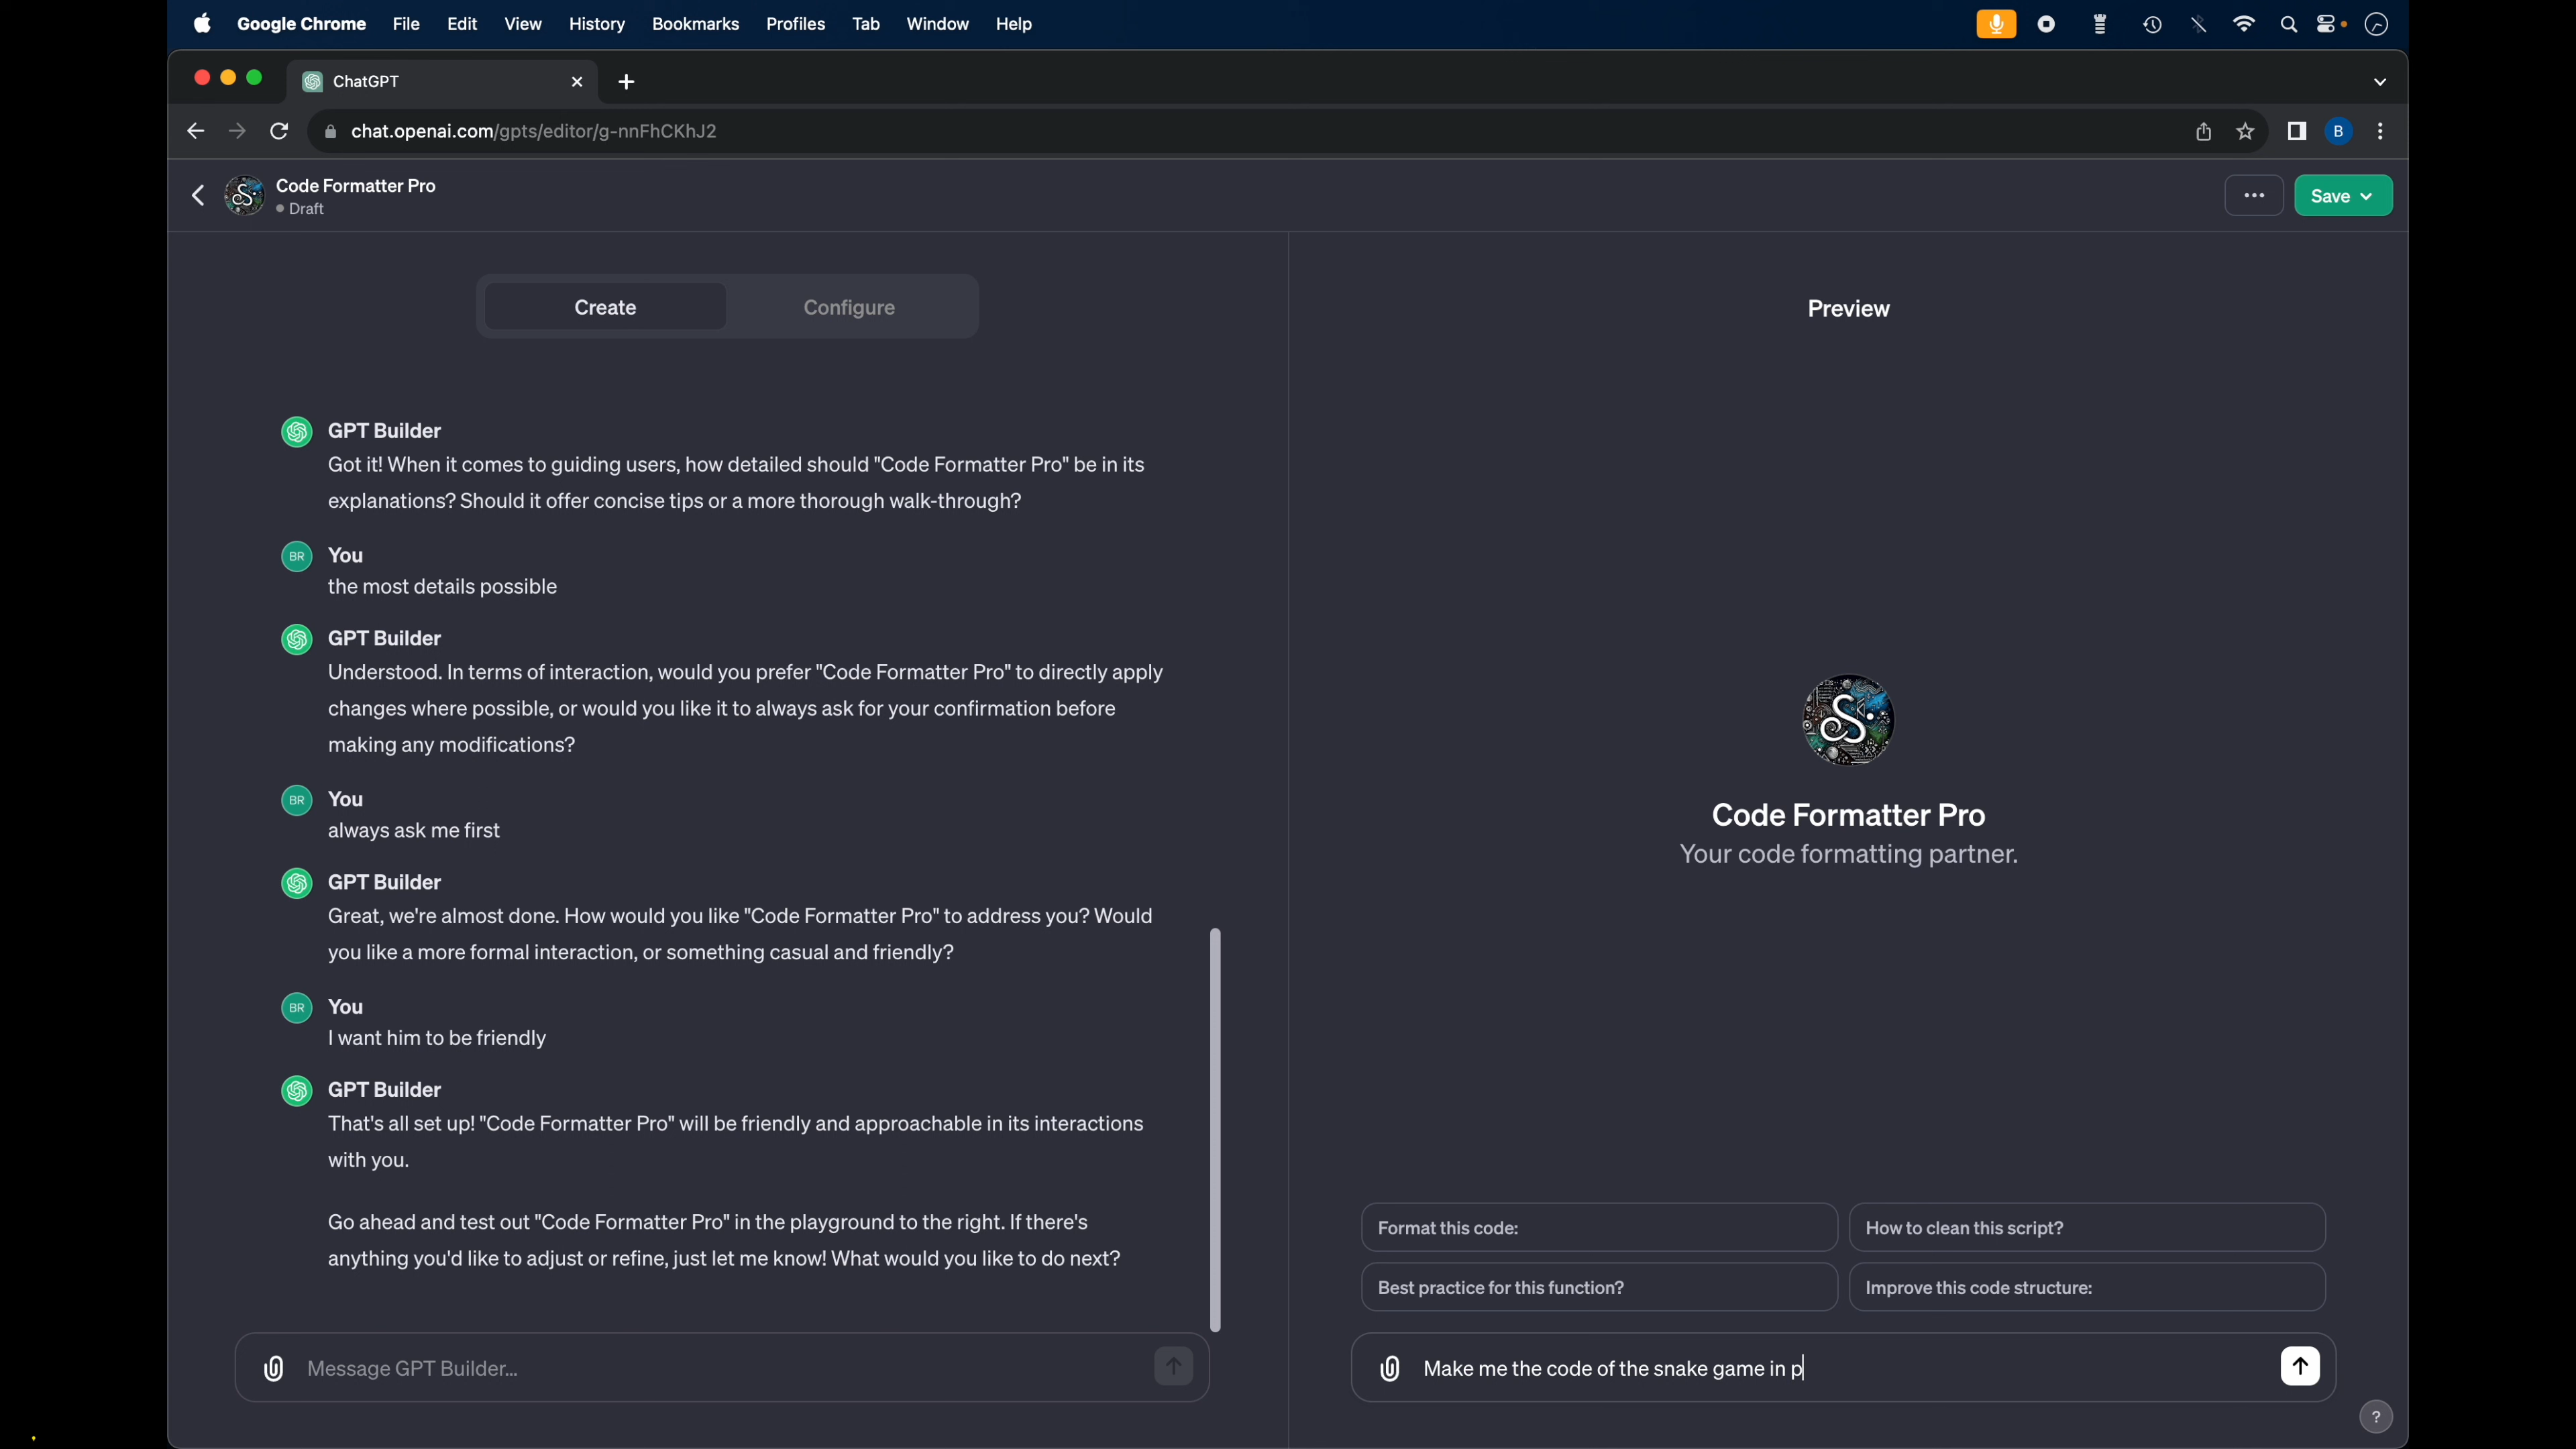 Google Chrome File Edit View History Bookmarks Profiles Tab Window Help
ChatGPT
chat.openai.com/gpts/editor/g-nnFhCKhJ2
B
Code Formatter Pro
Draft
Save
Create
Configure
GPT Builder
Got it! When it comes to guiding users, how detailed should "Code Formatter Pro" be in its
explanations? Should it offer concise tips or a more thorough walk-through?
BR
You
the most details possible
GPT Builder
Understood. In terms of interaction, would you prefer "Code Formatter Pro" to directly apply
changes where possible, or would you like it to always ask for your confirmation before
making any modifications?
BR
You
always ask me first
GPT Builder
Great, we're almost done. How would you like "Code Formatter Pro" to address you? Would
you like a more formal interaction, or something casual and friendly?
BR
You
I want him to be friendly
GPT Builder
That's all set up! "Code Formatter Pro" will be friendly and approachable in its interactions
with you.
Go ahead and test out "Code Formatter Pro" in the playground to the right. If there's
anything you'd like to adjust or refine, just let me know! What would you like to do next?
Message GPT Builder...
Preview
Code Formatter Pro
Your code formatting partner.
Format this code:
How to clean this script?
Best practice for this function?
Improve this code structure:
Make me the code of the snake game in p
?